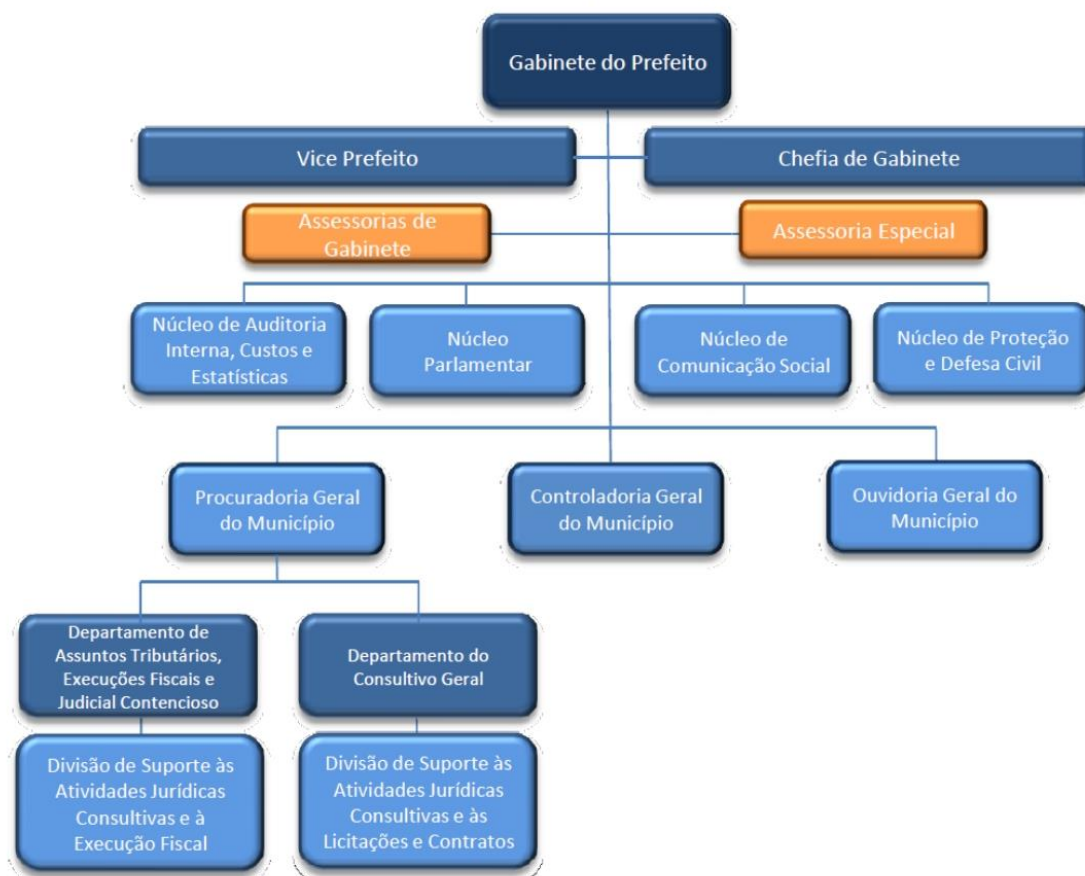 Gabinete do Prefeito
Vice Prefeito
Chefia de Gabinete
Assessorias de
Gabinete
Assessoria Especial
Núcleo de Auditoria
Interna, Custos e
Estatísticas
Núcleo
Parlamentar
Núcleo de
Comunicação Social
Núcleo de Proteção
e Defesa Civil
Procuradoria Geral
do Município
Controladoria Geral
do Município
Ouvidoria Geral do
Município
Departamento de
Assuntos Tributários,
Execuções Fiscais e
Judicial Contencioso
Departamento do
Consultivo Geral
Divisão de Suporte às
Atividades Jurídicas
Consultivas e à
Execução Fiscal
Divisão de Suporte às
Atividades Jurídicas
Consultivas e às
Licitações e Contratos